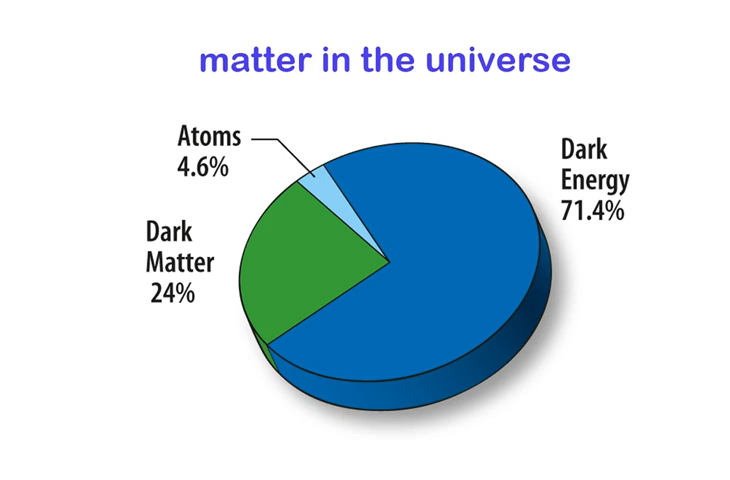 matter in the universe
Atoms
4.6%
Dark
Energy
71.4%
Dark
Matter
24%